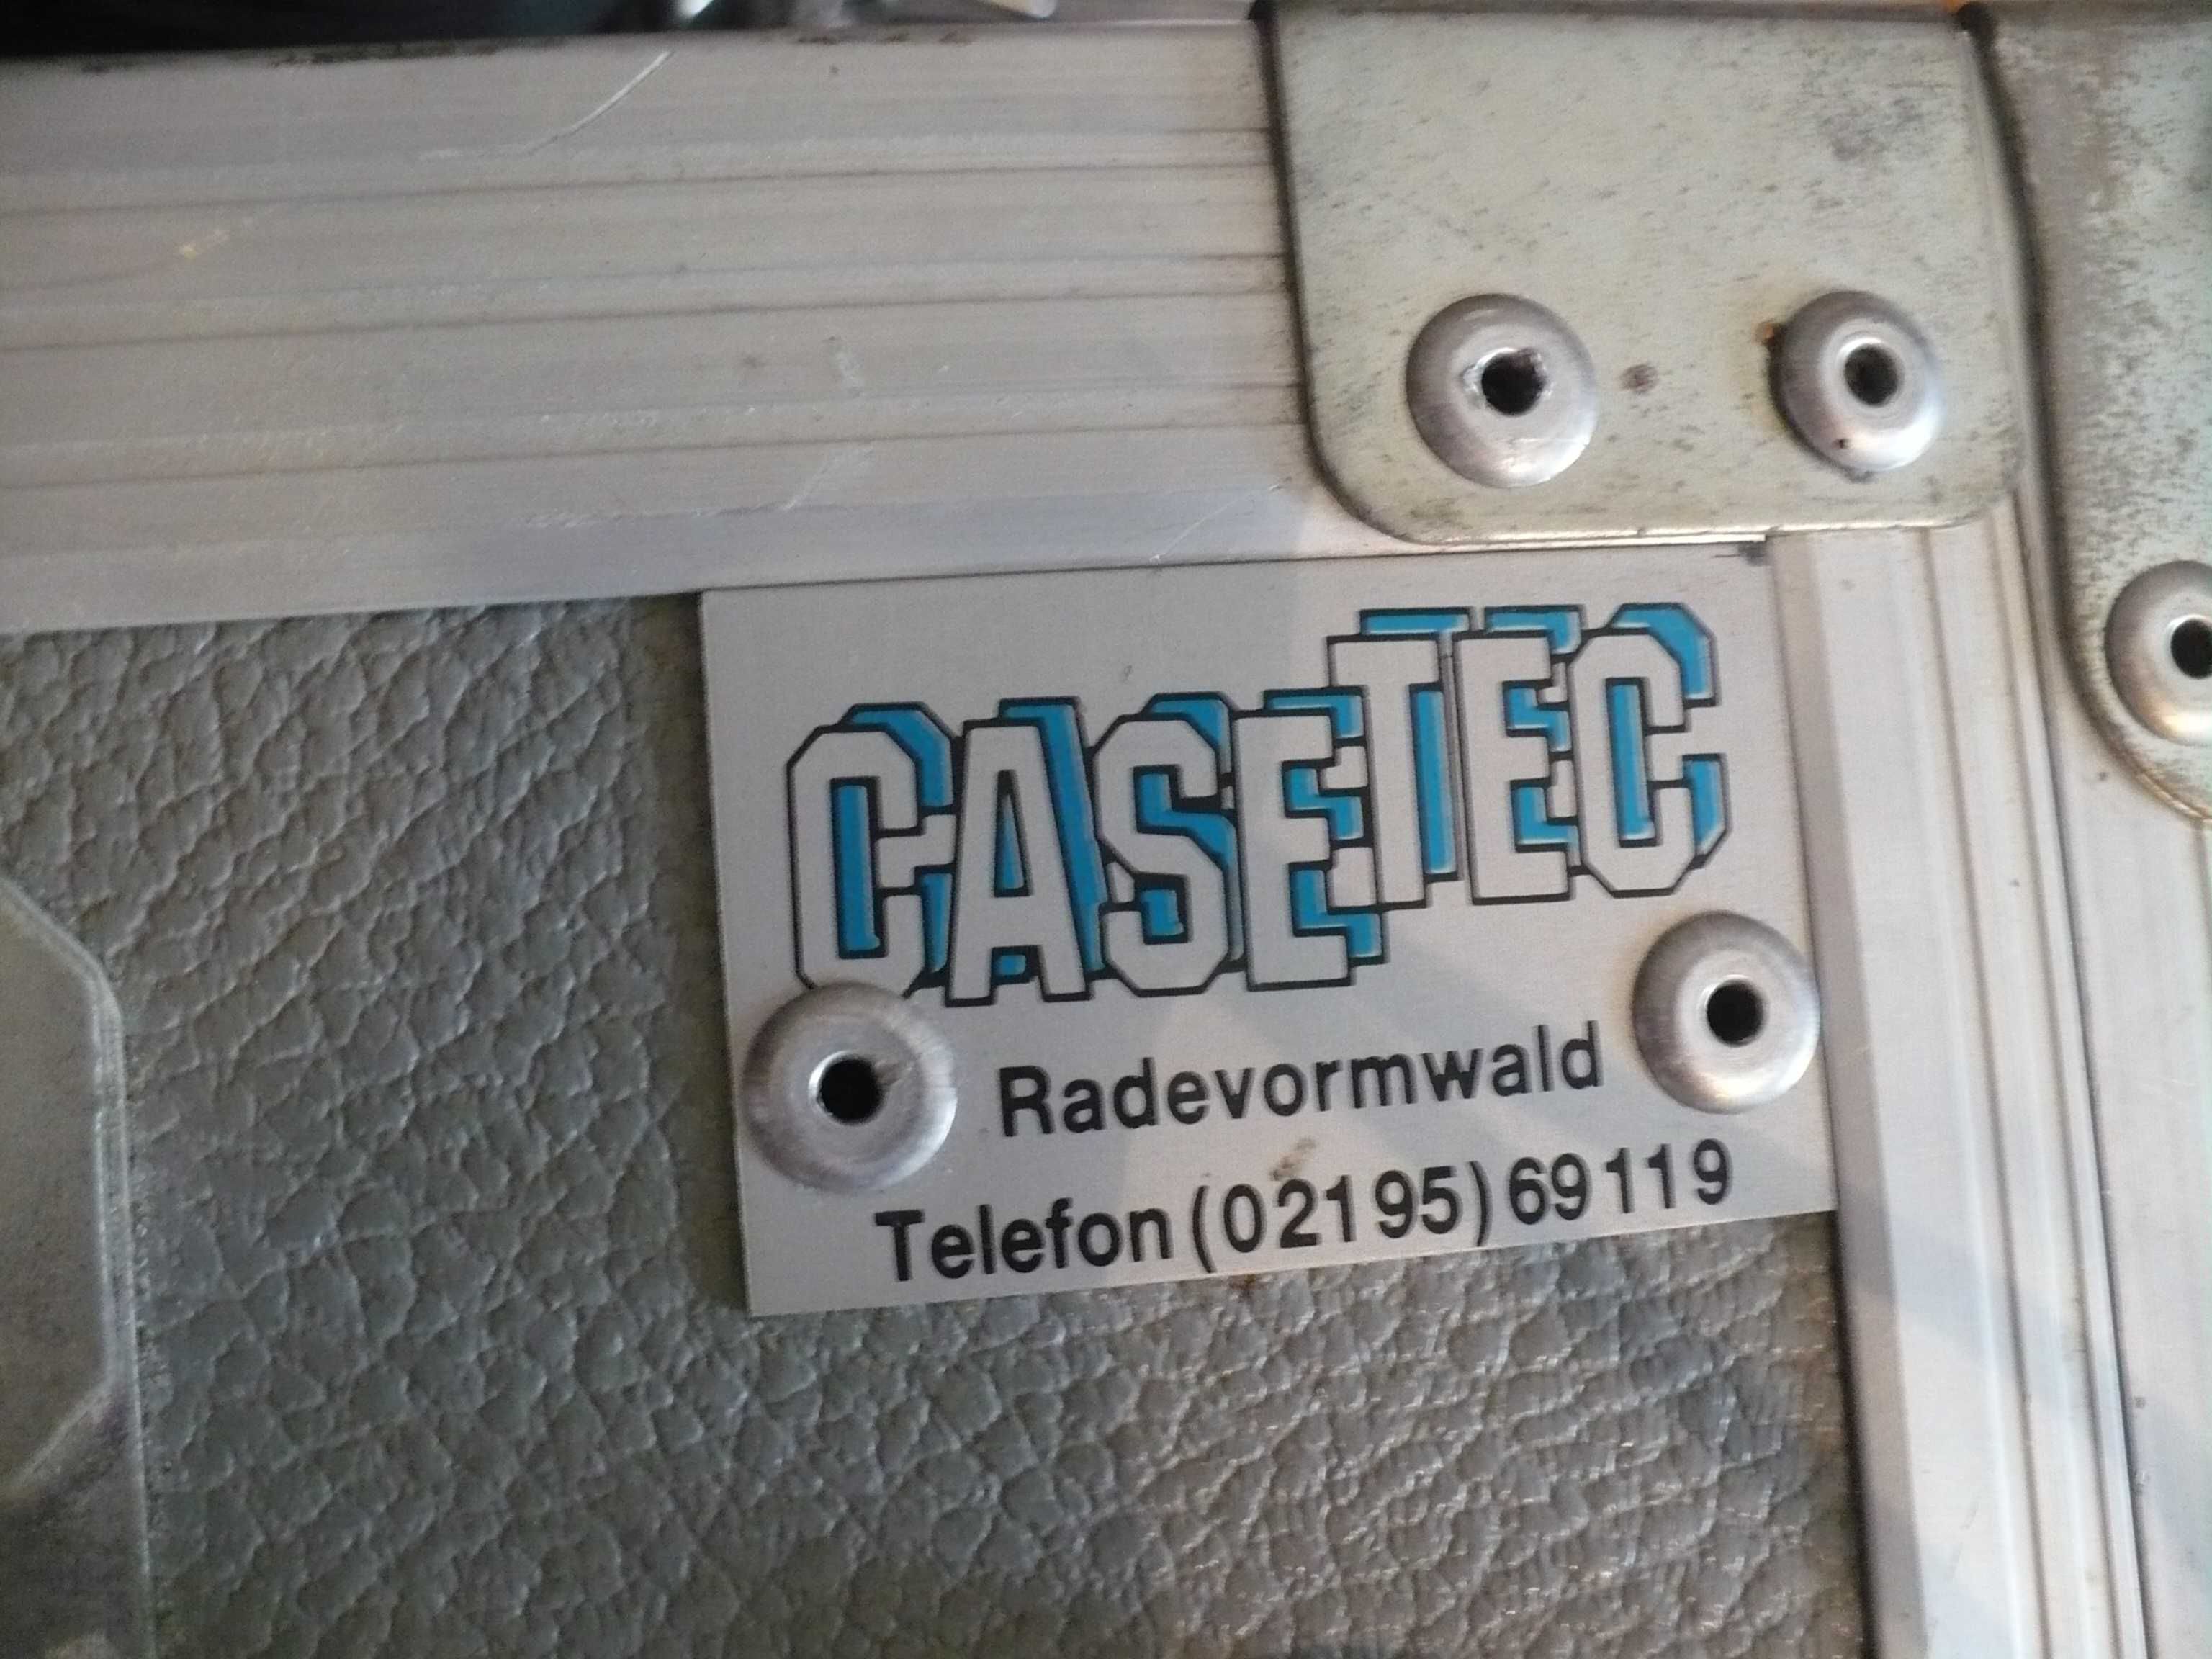 CASETEC
Radevormwald
Telefon (02195) 69119